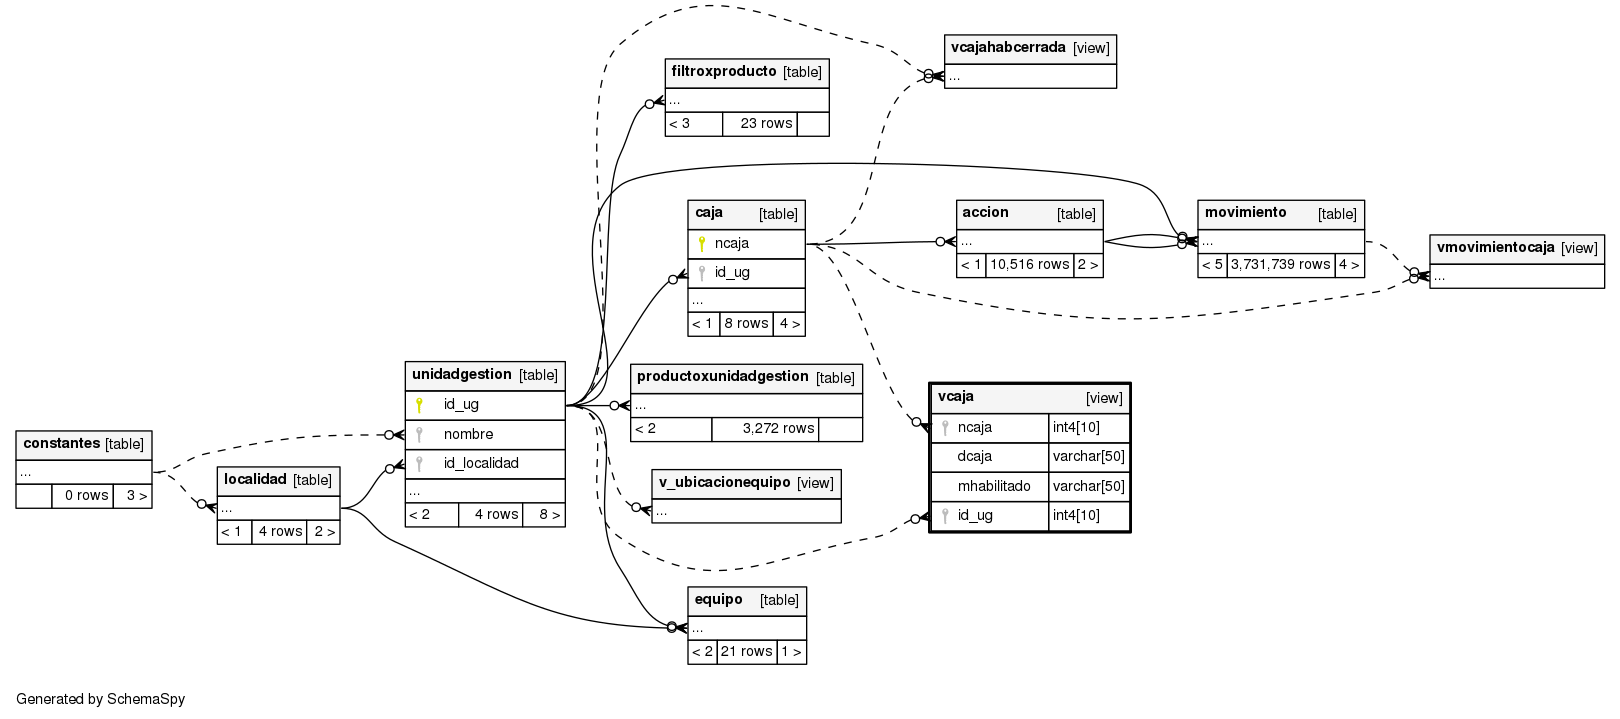 vcajahabcerrada [view]
...
filtroxproducto [table]
...
< 3 23 rows
caja [table]
ncaja
id_ug
...
< 1 8 rows 4 >
accion [table]
...
< 1 10,516 rows 2 >
movimiento [table]
...
< 5 3,731,739 rows 4 >
vmovimientocaja [view]
...
unidadgestion [table]
id_ug
nombre
id_localidad
...
< 2 4 rows 8 >
productoxunidadgestion [table]
...
< 2 3,272 rows
vcaja [view]
ncaja int4[10]
dcaja varchar[50]
mhabilitado varchar[50]
id_ug int4[10]
constantes [table]
...
0 rows 3 >
localidad [table]
...
< 1 4 rows 2 >
v_ubicacionequipo [view]
...
equipo [table]
...
< 2 21 rows 1 >
Generated by SchemaSpy